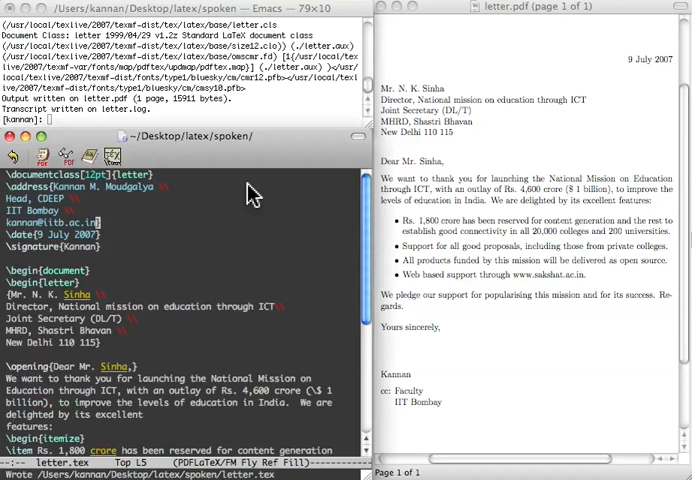 size11.clo — Emacs — 79×10
(/usr/local/texlive/2007/texmf-dist/tex/latex/base/letter.cls
Document Class: letter 1999/04/29 v1.2z Standard LaTeX document class
(/usr/local/texlive/2007/texmf-dist/tex/latex/base/size12.clo)) (./letter.aux)
(/usr/local/texlive/2007/texmf-dist/tex/latex/base/omscmr.fd) [1{/usr/local/tex
live/2007/texmf-var/fonts/map/pdftex/updmap/pdftex.map}] (./letter.aux) )</us
r/local/texlive/2007/texmf-dist/fonts/type1/bluesky/cm/cmr12.pfb></usr/local/texl
ive/2007/texmf-dist/fonts/type1/bluesky/cm/cmsy10.pfb>
Output written on letter.pdf (1 page, 15911 bytes).
Transcript written on letter.log.
[kannan]:
~/Desktop/latex/spoken/
\documentclass[12pt]{letter}
\address{Kannan M. Moudgalya \\
Head, CDEEP \\
IIT Bombay \\
kannan@iitb.ac.in}
\date{9 July 2007}
\signature{Kannan}
\begin{document}
\begin{letter}
{Mr. N. K. Sinha \\
Director, National mission on education through ICT\\
Joint Secretary (DL/T) \\
MHRD, Shastri Bhavan \\
New Delhi 110 115}
\opening{Dear Mr. Sinha,}
We want to thank you for launching the National Mission on
Education through ICT, with an outlay of Rs. 4,600 crore (\$ 1
billion), to improve the levels of education in India.  We are
delighted by its excellent
features:
\begin{itemize}
\item Rs. 1,800 crore has been reserved for content generation
--:-- letter.tex Top L5 (PDFLaTeX/FM Fly Ref Fill)
Wrote /Users/kannan/Desktop/latex/spoken/letter.tex
letter.pdf (page 1 of 1)
9 July 2007
Mr. N. K. Sinha
Director, National mission on education through ICT
Joint Secretary (DL/T)
MHRD, Shastri Bhavan
New Delhi 110 115
Dear Mr. Sinha,
We want to thank you for launching the National Mission on Education
through ICT, with an outlay of Rs. 4,600 crore ($ 1 billion), to improve the
levels of education in India. We are delighted by its excellent features:
• Rs. 1,800 crore has been reserved for content generation and the rest to
establish good connectivity in all 20,000 colleges and 200 universities.
• Support for all good proposals, including those from private colleges.
• All products funded by this mission will be delivered as open source.
• Web based support through www.sakshat.ac.in.
We pledge our support for popularising this mission and for its success. Re-
gards.
Yours sincerely,
Kannan
cc: Faculty
IIT Bombay
Page 1 of 1